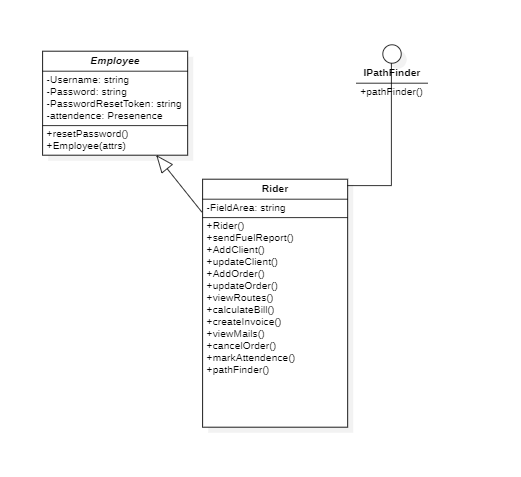 Employee
-Username: string
-Password: string
-PasswordResetToken: string
-attendence: Presenence
+resetPassword()
+Employee(attrs)
IPathFinder
+pathFinder()
Rider
-FieldArea: string
+Rider()
+sendFuelReport()
+AddClient()
+updateClient()
+AddOrder()
+updateOrder()
+viewRoutes()
+calculateBill()
+createInvoice()
+viewMails()
+cancelOrder()
+markAttendence()
+pathFinder()